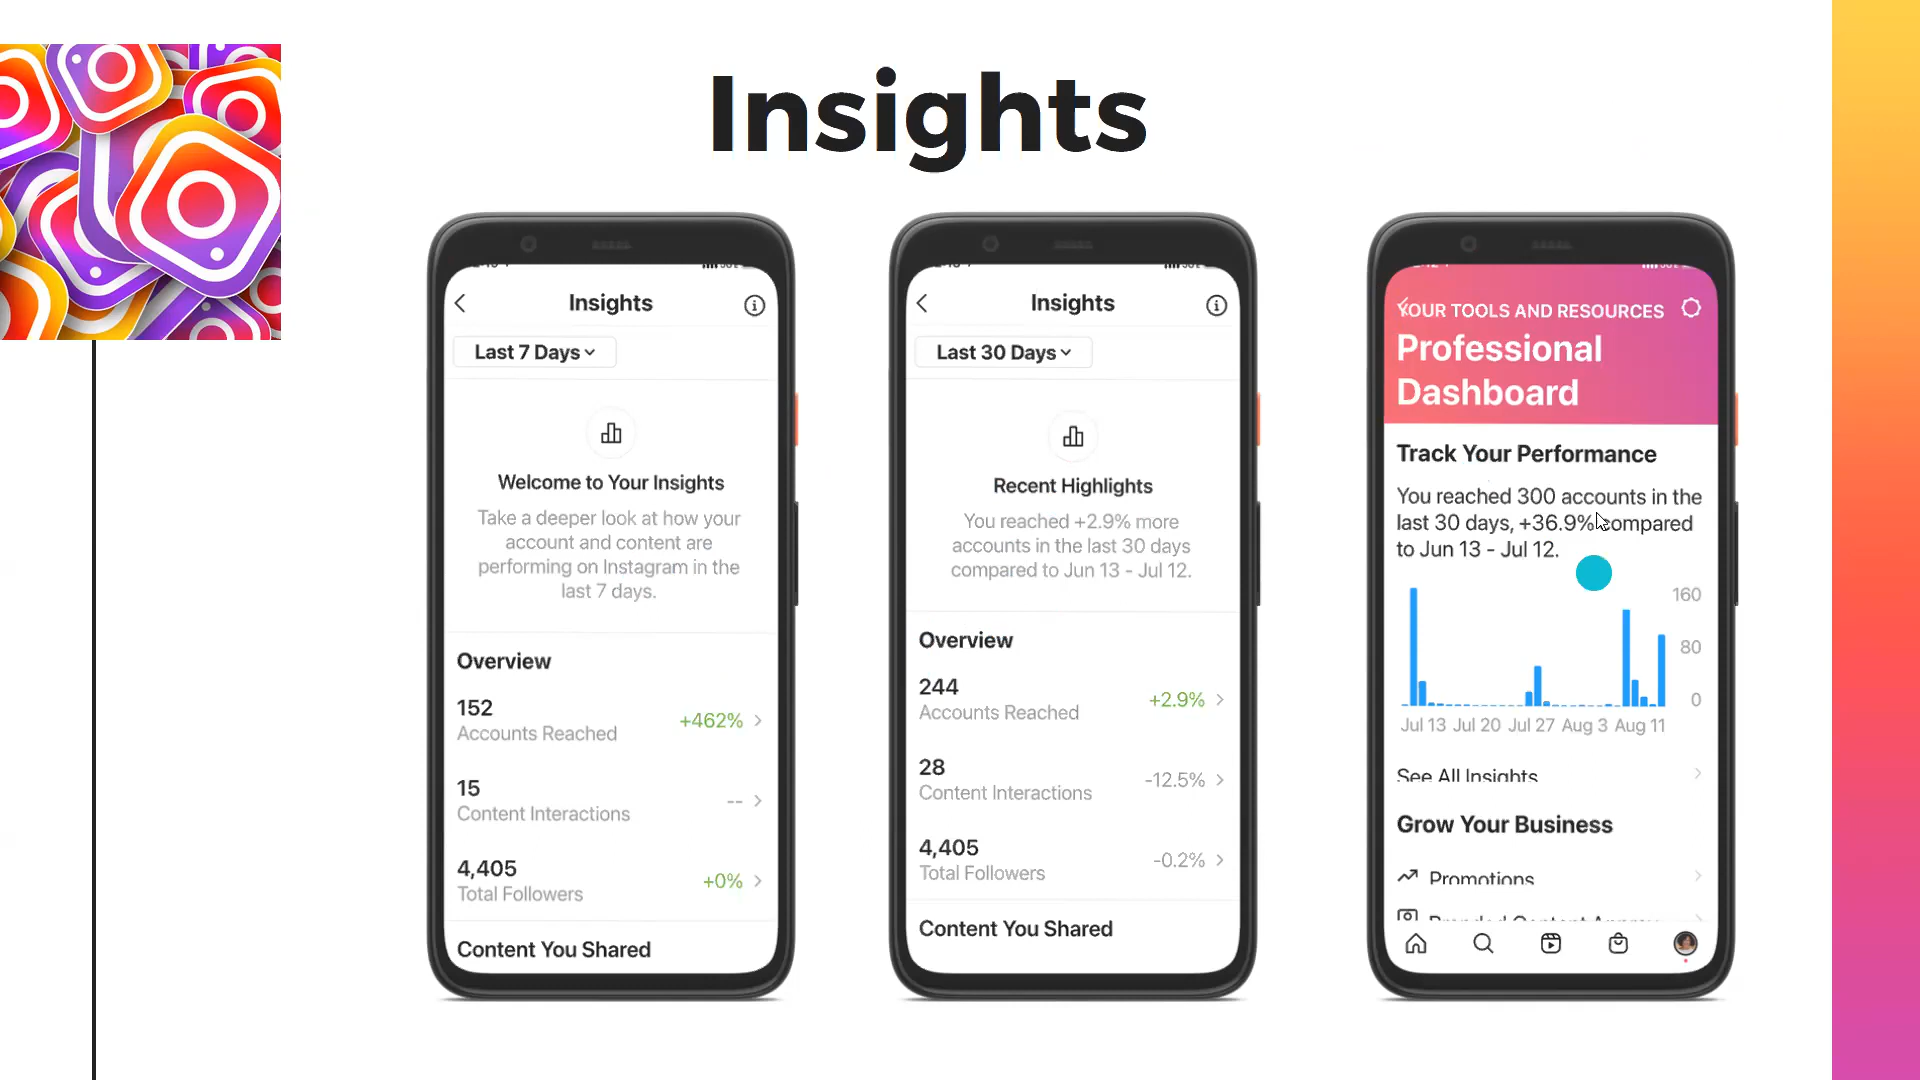 Insights
Insights
Last 7 Days
Welcome to Your Insights
Take a deeper look at how your
account and content are
performing on Instagram in the
last 7 days.
Overview
152
Accounts Reached
+462%
15
Content Interactions
--
4,405
Total Followers
+0%
Content You Shared
Insights
Last 30 Days
Recent Highlights
You reached +2.9% more
accounts in the last 30 days
compared to Jun 13 - Jul 12.
Overview
244
Accounts Reached
+2.9%
28
Content Interactions
-12.5%
4,405
Total Followers
-0.2%
Content You Shared
YOUR TOOLS AND RESOURCES
Professional
Dashboard
Track Your Performance
You reached 300 accounts in the
last 30 days, +36.9% compared
to Jun 13 - Jul 12.
160
80
0
Jul 13 Jul 20 Jul 27 Aug 3 Aug 11
See All Insights
Grow Your Business
Promotions
Branded Content